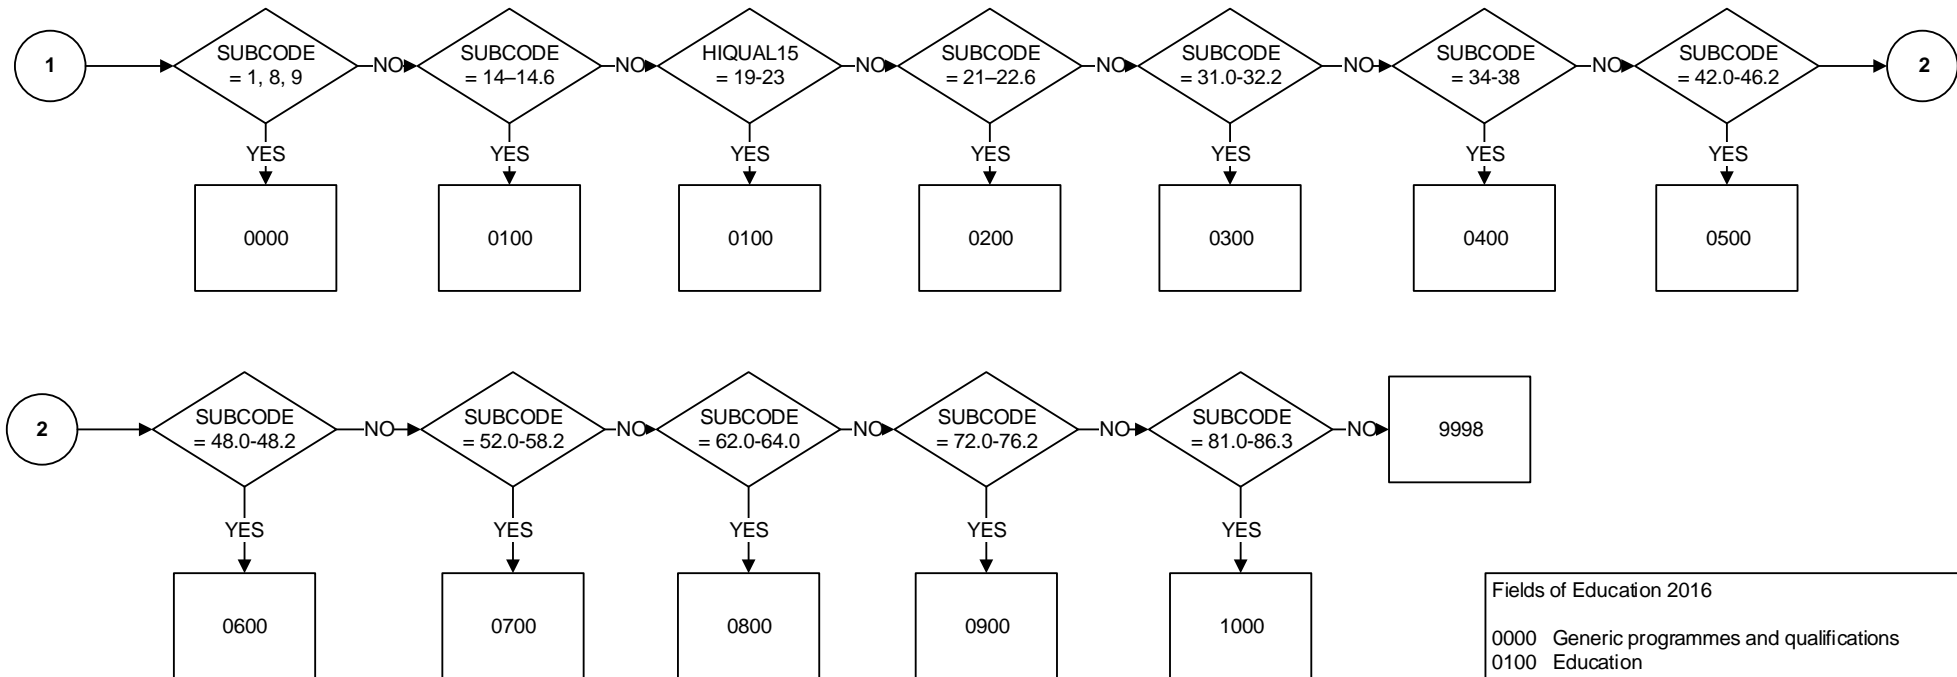 1
SUBCODE
= 1, 8, 9
NO
SUBCODE
= 14–14.6
NO
HIQUAL15
= 19-23
NO
SUBCODE
= 21–22.6
NO
SUBCODE
= 31.0-32.2
NO
SUBCODE
= 34-38
NO
SUBCODE
= 42.0-46.2
2
YES
YES
YES
YES
YES
YES
YES
0000
0100
0100
0200
0300
0400
0500
2
SUBCODE
= 48.0-48.2
NO
SUBCODE
= 52.0-58.2
NO
SUBCODE
= 62.0-64.0
NO
SUBCODE
= 72.0-76.2
NO
SUBCODE
= 81.0-86.3
NO
9998
YES
YES
YES
YES
YES
0600
0700
0800
0900
1000
Fields of Education 2016
0000 Generic programmes and qualifications
0100 Education